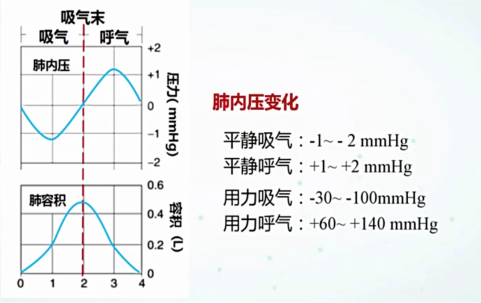 吸气末
吸气 呼气
肺内压
+2
+1
0
-1
-2
压力( mmHg)
肺容积
0.6
0.4
0.2
0
容积 (L)
0 1 2 3 4
肺内压变化
平静吸气：-1~ - 2 mmHg
平静呼气：+1~ +2 mmHg
用力吸气：-30~ -100mmHg
用力呼气：+60~ +140 mmHg